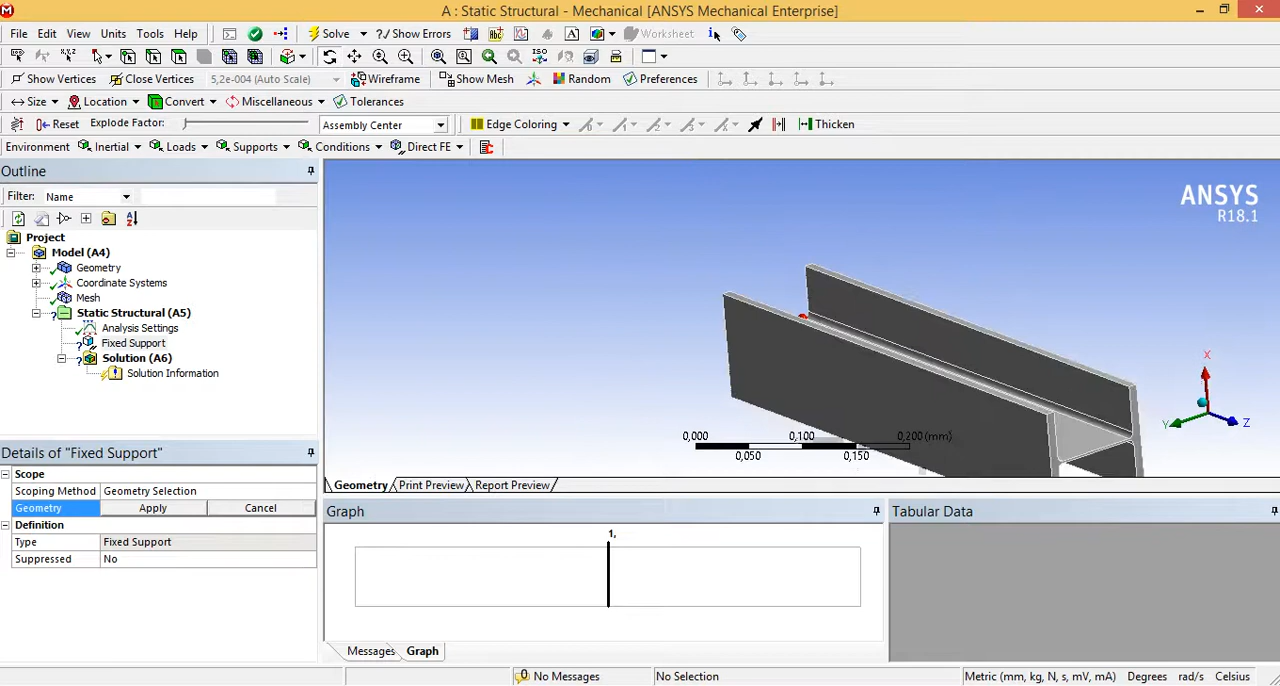 A : Static Structural - Mechanical [ANSYS Mechanical Enterprise]
File Edit View Units Tools Help Solve ?/ Show Errors A Worksheet i
Show Vertices Close Vertices 5,2e-004 (Auto Scale) Wireframe Show Mesh Random Preferences
Size Location Convert Miscellaneous Tolerances
Reset Explode Factor: Assembly Center Edge Coloring Thicken
Environment Inertial Loads Supports Conditions Direct FE
Outline
Filter: Name
Project
Model (A4)
Geometry
Coordinate Systems
Mesh
Static Structural (A5)
Analysis Settings
Fixed Support
Solution (A6)
Solution Information
ANSYS
R18.1
X
Y
Z
0,000 0,100 0,200 (mm)
0,050 0,150
Geometry Print Preview Report Preview
Details of "Fixed Support"
Scope
Scoping Method Geometry Selection
Geometry Apply Cancel
Definition
Type Fixed Support
Suppressed No
Graph
1,
Messages Graph
Tabular Data
0 No Messages No Selection Metric (mm, kg, N, s, mV, mA) Degrees rad/s Celsius